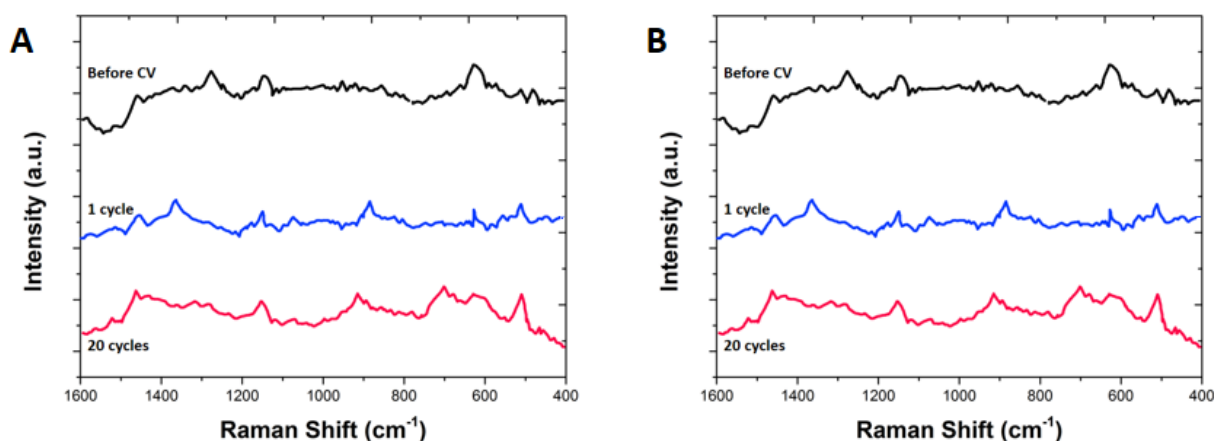 A
Before CV
1 cycle
20 cycles
Intensity (a.u.)
1600 1400 1200 1000 800 600 400
Raman Shift (cm⁻¹)
B
Before CV
1 cycle
20 cycles
Intensity (a.u.)
1600 1400 1200 1000 800 600 400
Raman Shift (cm⁻¹)